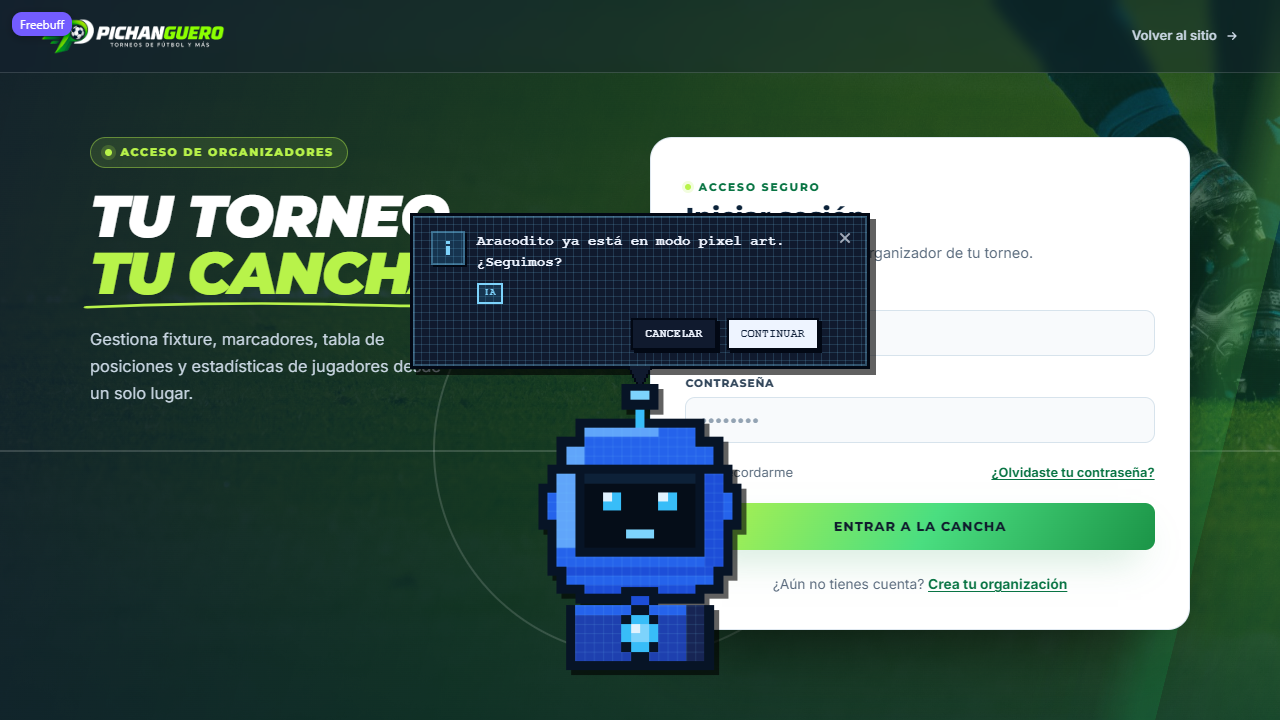 Freebuff
PICHANGUERO
TORNEOS DE FÚTBOL Y MÁS
Volver al sitio →
ACCESO DE ORGANIZADORES
TU TORNEO
TU CANCHA
Gestiona fixture, marcadores, tabla de
posiciones y estadísticas de jugadores desde
un solo lugar.
ACCESO SEGURO
Iniciar sesión
organizador de tu torneo.
Aracodito ya está en modo pixel art.
¿Seguimos?
IA
CANCELAR
CONTINUAR
CONTRASEÑA
cordarme
¿Olvidaste tu contraseña?
ENTRAR A LA CANCHA
¿Aún no tienes cuenta? Crea tu organización